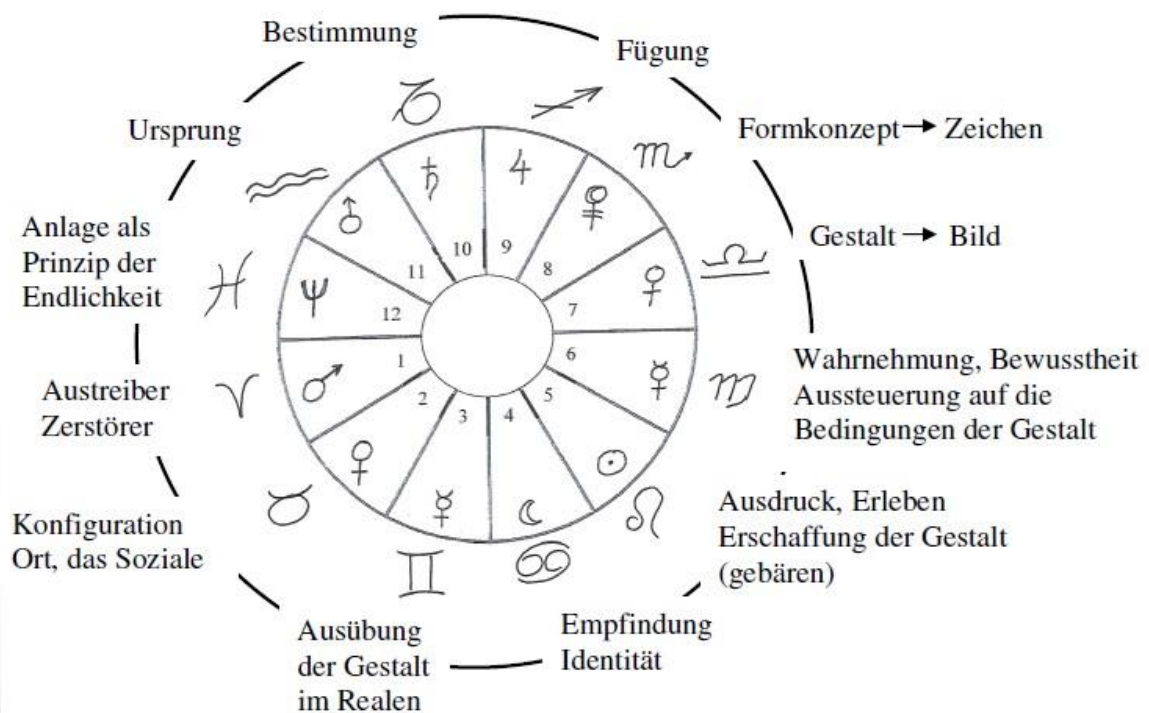 Bestimmung
Fügung
Ursprung
Formkonzept → Zeichen
Anlage als
Prinzip der
Endlichkeit
Gestalt → Bild
Austreiber
Zerstörer
Wahrnehmung, Bewusstheit
Aussteuerung auf die
Bedingungen der Gestalt
Konfiguration
Ort, das Soziale
Ausdruck, Erleben
Erschaffung der Gestalt
(gebären)
Ausübung
der Gestalt
im Realen
Empfindung
Identität
♑ ♐ ♏ ♎ ♍ ♌ ♋ ♊ ♉ ♈ ♓ ♒
♄ ♃ ♀ ☿ ☉ ☾ ☿ ♀ ♂ ♆ ♂
10 9
11 8
12 7
1 6
2 5
3 4